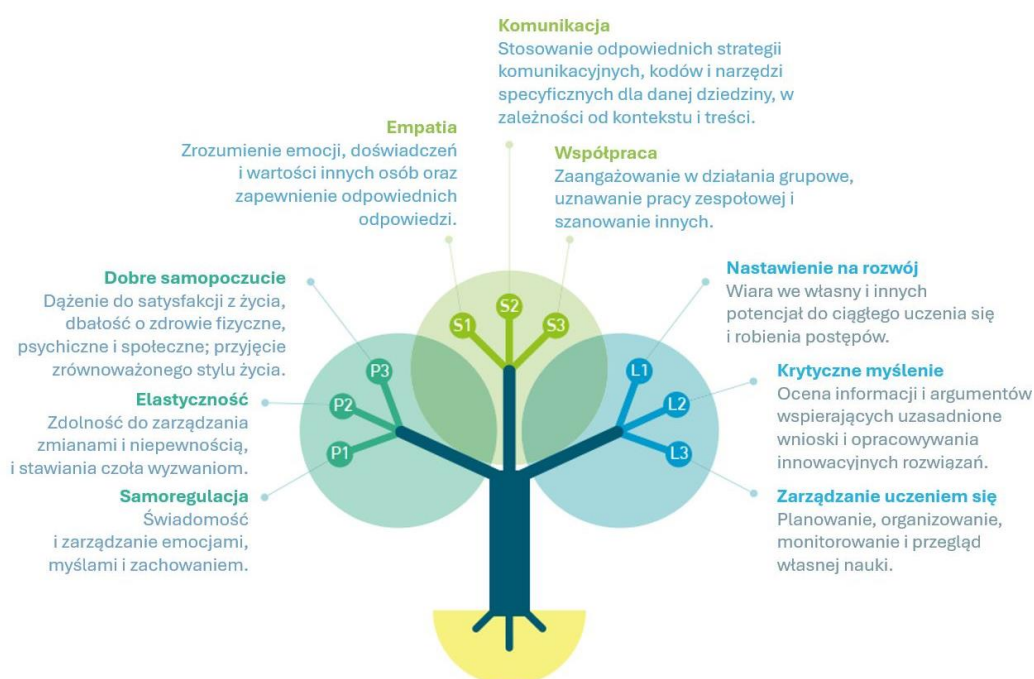 Komunikacja
Stosowanie odpowiednich strategii
komunikacyjnych, kodów i narzędzi
specyficznych dla danej dziedziny, w
zależności od kontekstu i treści.
Empatia
Zrozumienie emocji, doświadczeń
i wartości innych osób oraz
zapewnienie odpowiednich
odpowiedzi.
Współpraca
Zaangażowanie w działania grupowe,
uznawanie pracy zespołowej i
szanowanie innych.
Dobre samopoczucie
Dążenie do satysfakcji z życia,
dbałość o zdrowie fizyczne,
psychiczne i społeczne; przyjęcie
zrównoważonego stylu życia.
Elastyczność
Zdolność do zarządzania
zmianami i niepewnością,
i stawiania czoła wyzwaniom.
Samoregulacja
Świadomość
i zarządzanie emocjami,
myślami i zachowaniem.
P3
P2
P1
S1
S2
S3
L1
L2
L3
Nastawienie na rozwój
Wiara we własny i innych
potencjał do ciągłego uczenia się
i robienia postępów.
Krytyczne myślenie
Ocena informacji i argumentów
wspierających uzasadnione
wnioski i opracowywania
innowacyjnych rozwiązań.
Zarządzanie uczeniem się
Planowanie, organizowanie,
monitorowanie i przegląd
własnej nauki.